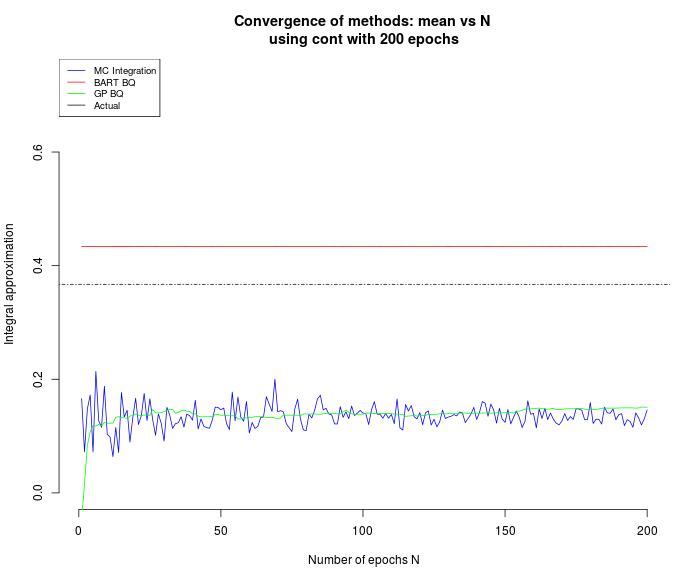 Convergence of methods: mean vs N
using cont with 200 epochs
MC Integration
BART BQ
GP BQ
Actual
Integral approximation
0.6
0.4
0.2
0.0
0 50 100 150 200
Number of epochs N